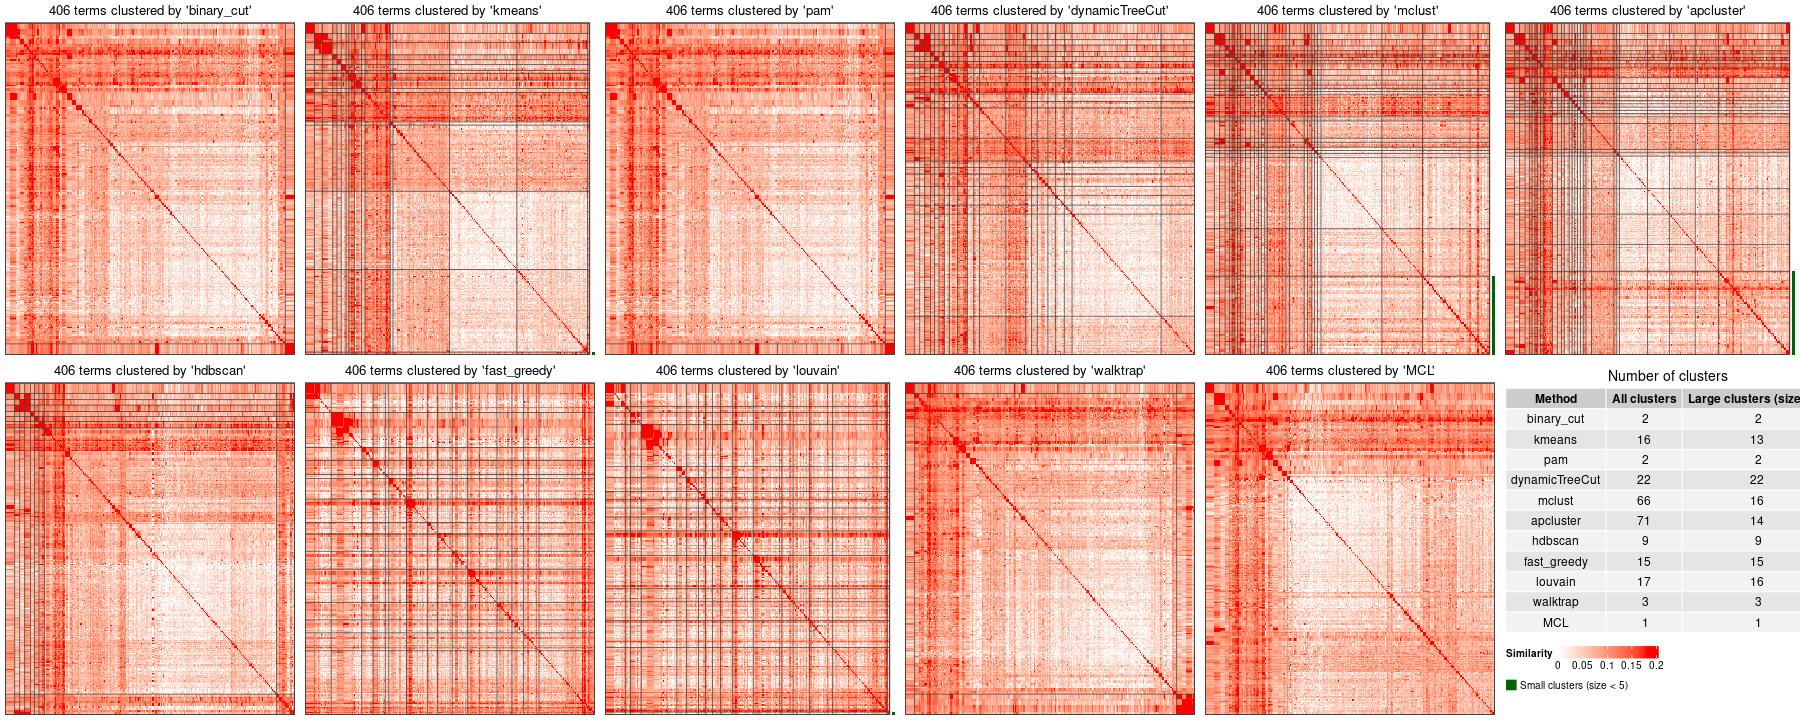 406 terms clustered by 'binary_cut'
406 terms clustered by 'kmeans'
406 terms clustered by 'pam'
406 terms clustered by 'dynamicTreeCut'
406 terms clustered by 'mclust'
406 terms clustered by 'apcluster'
406 terms clustered by 'hdbscan'
406 terms clustered by 'fast_greedy'
406 terms clustered by 'louvain'
406 terms clustered by 'walktrap'
406 terms clustered by 'MCL'
Number of clusters
Method All clusters Large clusters (size
binary_cut 2 2
kmeans 16 13
pam 2 2
dynamicTreeCut 22 22
mclust 66 16
apcluster 71 14
hdbscan 9 9
fast_greedy 15 15
louvain 17 16
walktrap 3 3
MCL 1 1
Similarity
0 0.05 0.1 0.15 0.2
Small clusters (size < 5)